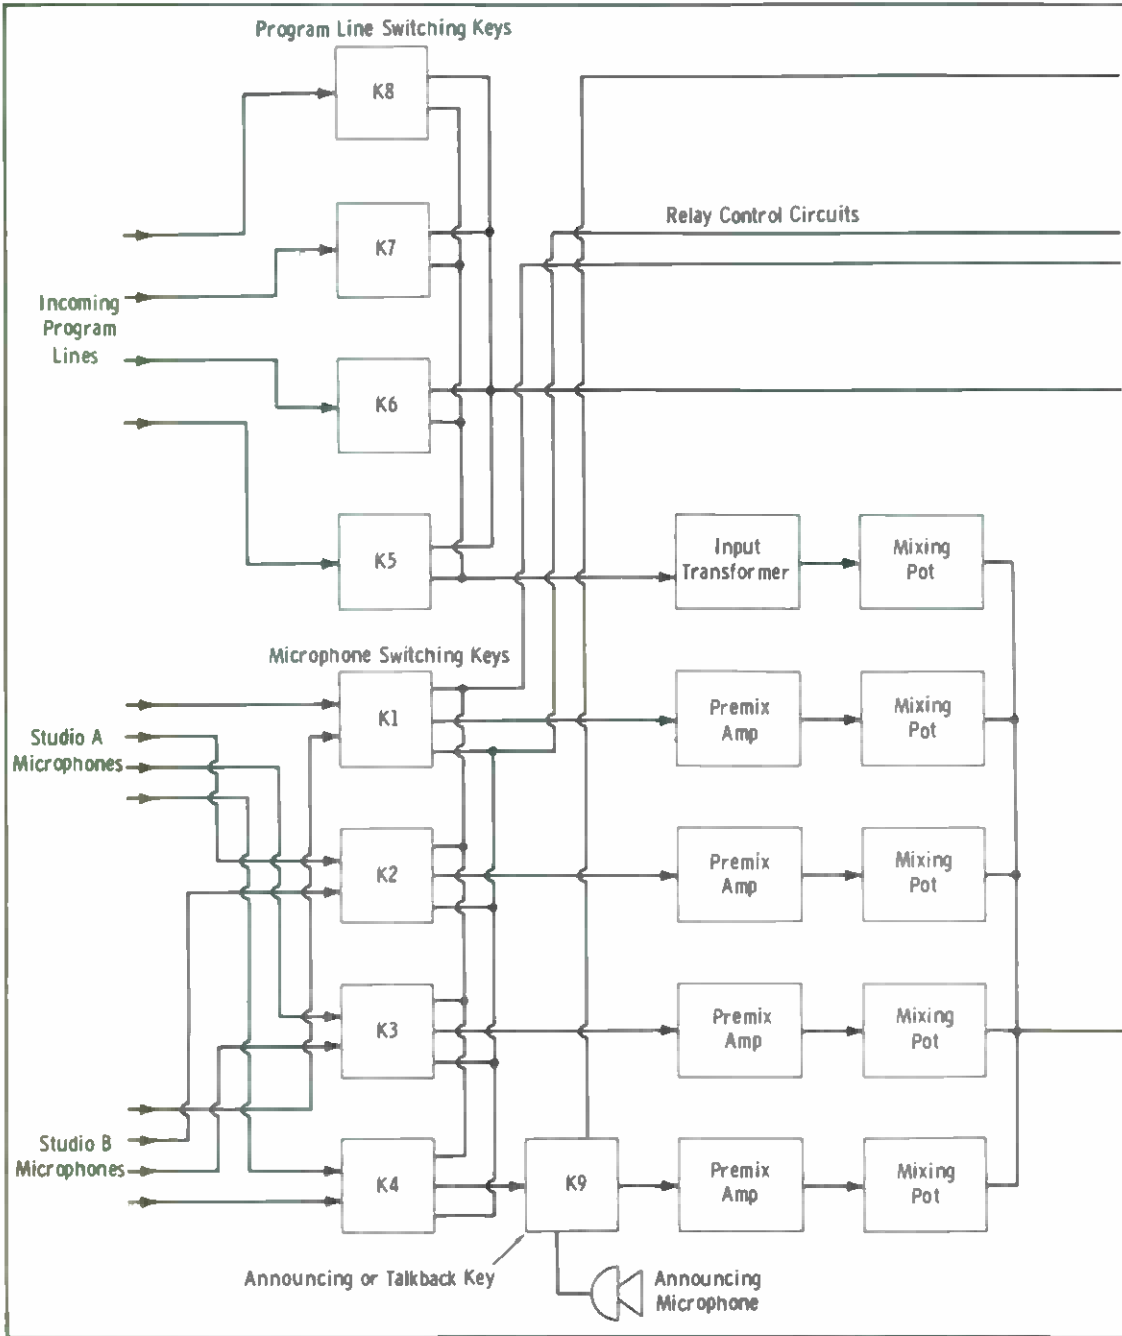 Program Line Switching Keys
K8
Relay Control Circuits
K7
Incoming
Program
Lines
K6
K5
Input
Transformer
Mixing
Pot
Microphone Switching Keys
K1
Premix
Amp
Mixing
Pot
Studio A
Microphones
K2
Premix
Amp
Mixing
Pot
K3
Premix
Amp
Mixing
Pot
Studio B
Microphones
K4
K9
Premix
Amp
Mixing
Pot
Announcing or Talkback Key
Announcing
Microphone